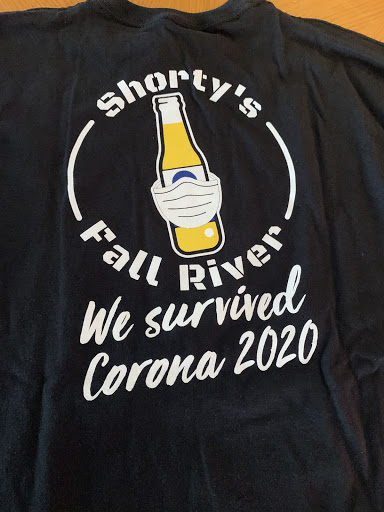 Shorty's
Fall River
We survived
Corona 2020